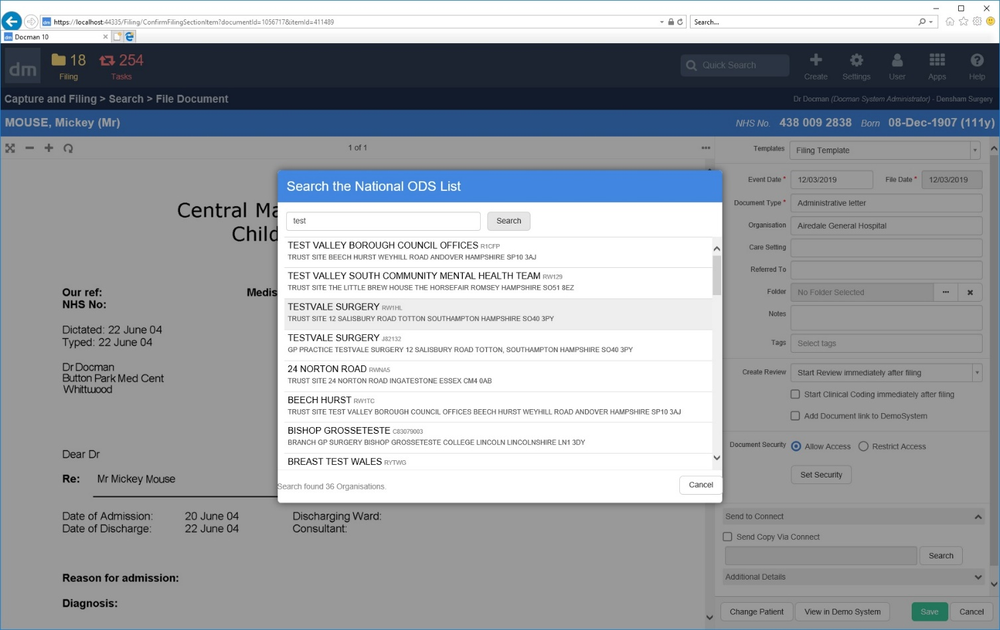 https://localhost:44335/Filing/ConfirmFilingSectionItem?documentId=1056717&itemId=411489
Search...
dm Docman 10
dm
18
Filing
254
Tasks
Quick Search
Create
Settings
User
Apps
Help
Capture and Filing > Search > File Document
Dr Docman (Docman System Administrator) - Densham Surgery
MOUSE, Mickey (Mr)
NHS No. 438 009 2838 Born 08-Dec-1907 (111y)
1 of 1
Central Ma
Child
Our ref:
Medis
NHS No:
Dictated: 22 June 04
Typed: 22 June 04
Dr Docman
Button Park Med Cent
Whittwood
Dear Dr
Re: Mr Mickey Mouse
Date of Admission: 20 June 04 Discharging Ward:
Date of Discharge: 22 June 04 Consultant:
Reason for admission:
Diagnosis:
Search the National ODS List
test
Search
TEST VALLEY BOROUGH COUNCIL OFFICES R1CFP
TRUST SITE BEECH HURST WEYHILL ROAD ANDOVER HAMPSHIRE SP10 3AJ
TEST VALLEY SOUTH COMMUNITY MENTAL HEALTH TEAM RW129
TRUST SITE THE LITTLE BREW HOUSE THE HORSEFAIR ROMSEY HAMPSHIRE SO51 8EZ
TESTVALE SURGERY RW1HL
TRUST SITE 12 SALISBURY ROAD TOTTON SOUTHAMPTON HAMPSHIRE SO40 3PY
TESTVALE SURGERY J82132
GP PRACTICE TESTVALE SURGERY 12 SALISBURY ROAD TOTTON, SOUTHAMPTON HAMPSHIRE SO40 3PY
24 NORTON ROAD RWNA5
TRUST SITE 24 NORTON ROAD INGATESTONE ESSEX CM4 0AB
BEECH HURST RW1TC
TRUST SITE TEST VALLEY BOROUGH COUNCIL OFFICES BEECH HURST WEYHILL ROAD ANDOVER HAMPSHIRE SP10 3AJ
BISHOP GROSSETESTE C83079003
BRANCH GP SURGERY BISHOP GROSSETESTE COLLEGE LINCOLN LINCOLNSHIRE LN1 3DY
BREAST TEST WALES RYTWG
Search found 36 Organisations.
Cancel
Templates Filing Template
Event Date * 12/03/2019 File Date * 12/03/2019
Document Type * Administrative letter
Organisation Airedale General Hospital
Care Setting
Referred To
Folder No Folder Selected
Notes
Tags Select tags
Create Review Start Review immediately after filing
Start Clinical Coding immediately after filing
Add Document link to DemoSystem
Document Security Allow Access Restrict Access
Set Security
Send to Connect
Send Copy Via Connect
Search
Additional Details
Change Patient View in Demo System Save Cancel